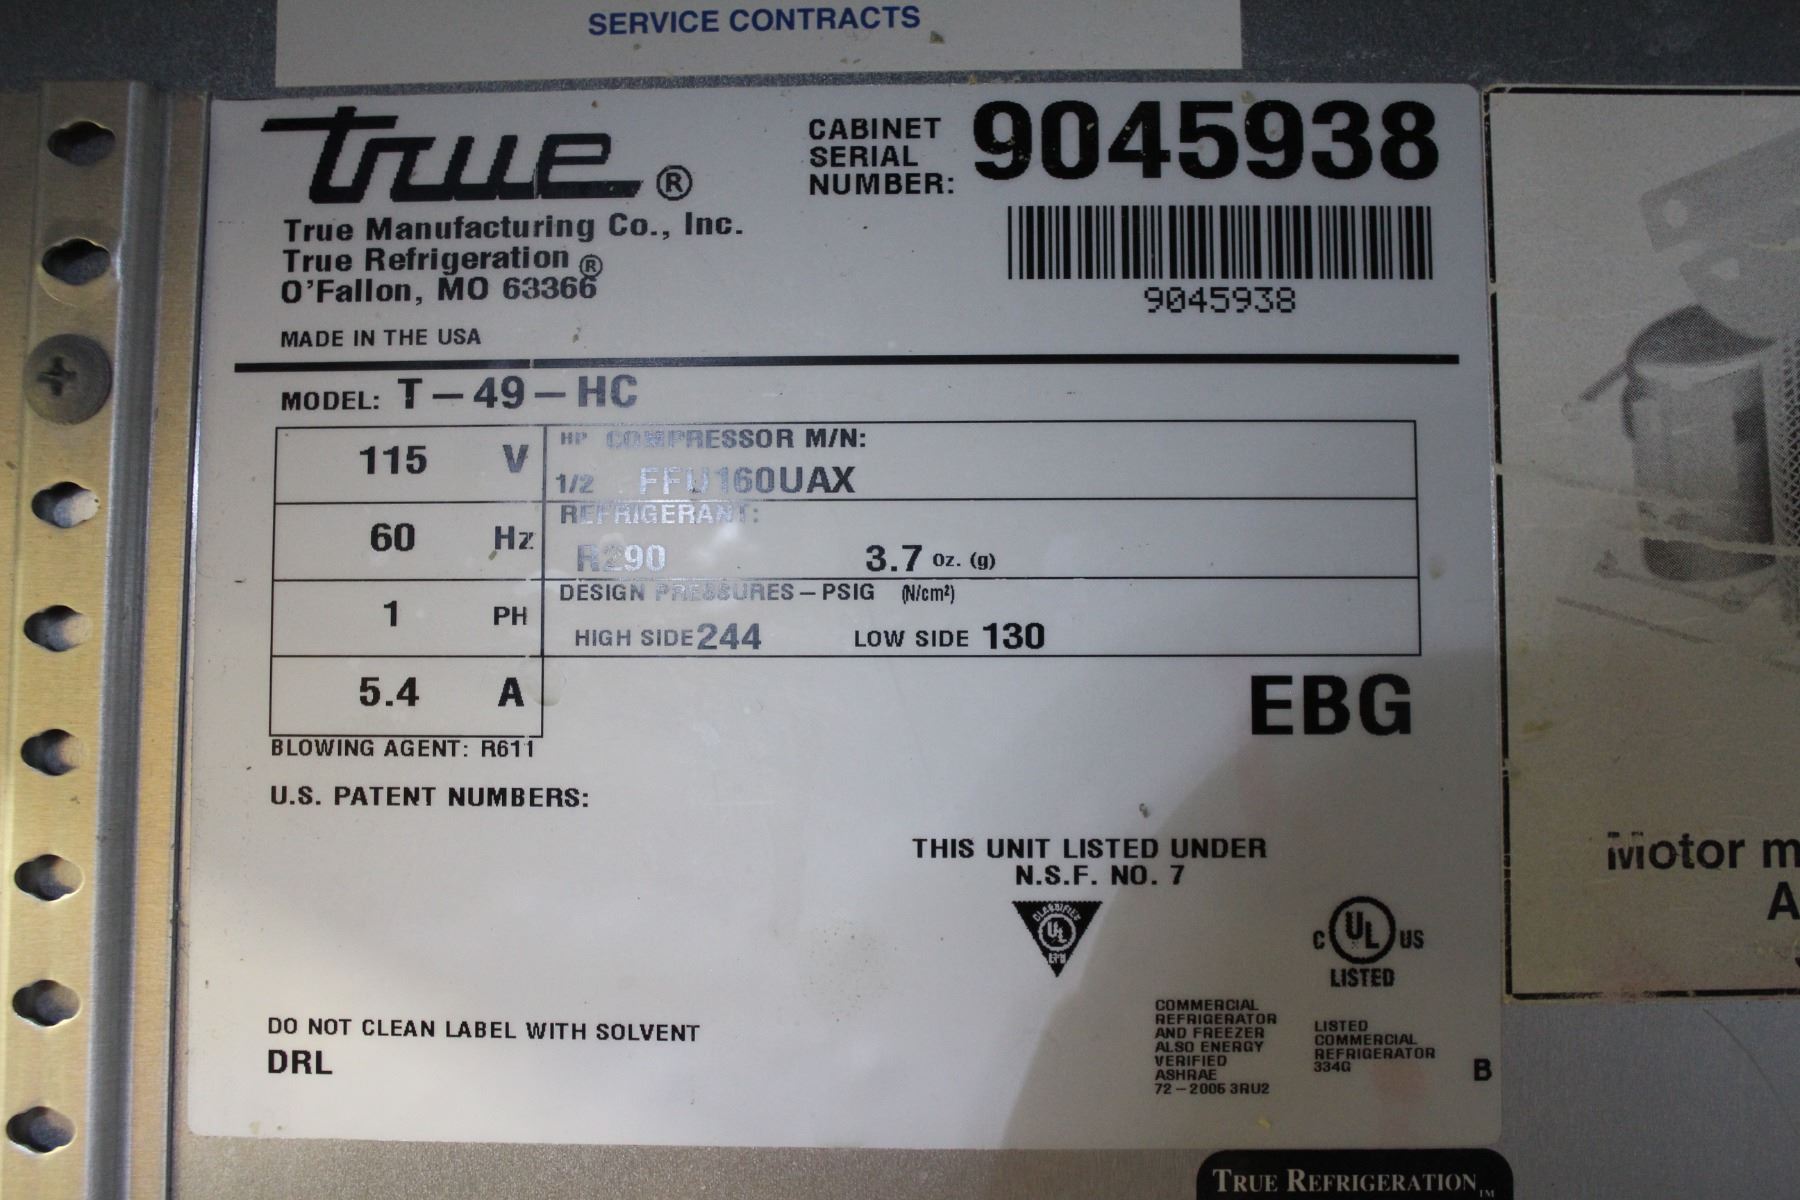 SERVICE CONTRACTS
true ®
CABINET
SERIAL
NUMBER: 9045938
9045938
True Manufacturing Co., Inc.
True Refrigeration ®
O'Fallon, MO 63366
MADE IN THE USA
MODEL: T-49-HC
115 V
60 Hz
1 PH
5.4 A
HP COMPRESSOR M/N:
1/2 FFU160UAX
REFRIGERANT:
R290 3.7 Oz. (g)
DESIGN PRESSURES - PSIG (N/cm²)
HIGH SIDE 244 LOW SIDE 130
EBG
BLOWING AGENT: R611
U.S. PATENT NUMBERS:
THIS UNIT LISTED UNDER
N.S.F. NO. 7
CLASSIFIED
UL
EPH
C UL US
LISTED
COMMERCIAL
REFRIGERATOR
AND FREEZER
ALSO ENERGY
VERIFIED
ASHRAE
72-2005 3RU2
LISTED
COMMERCIAL
REFRIGERATOR
334G
B
DO NOT CLEAN LABEL WITH SOLVENT
DRL
Motor m
A
TRUE REFRIGERATION TM